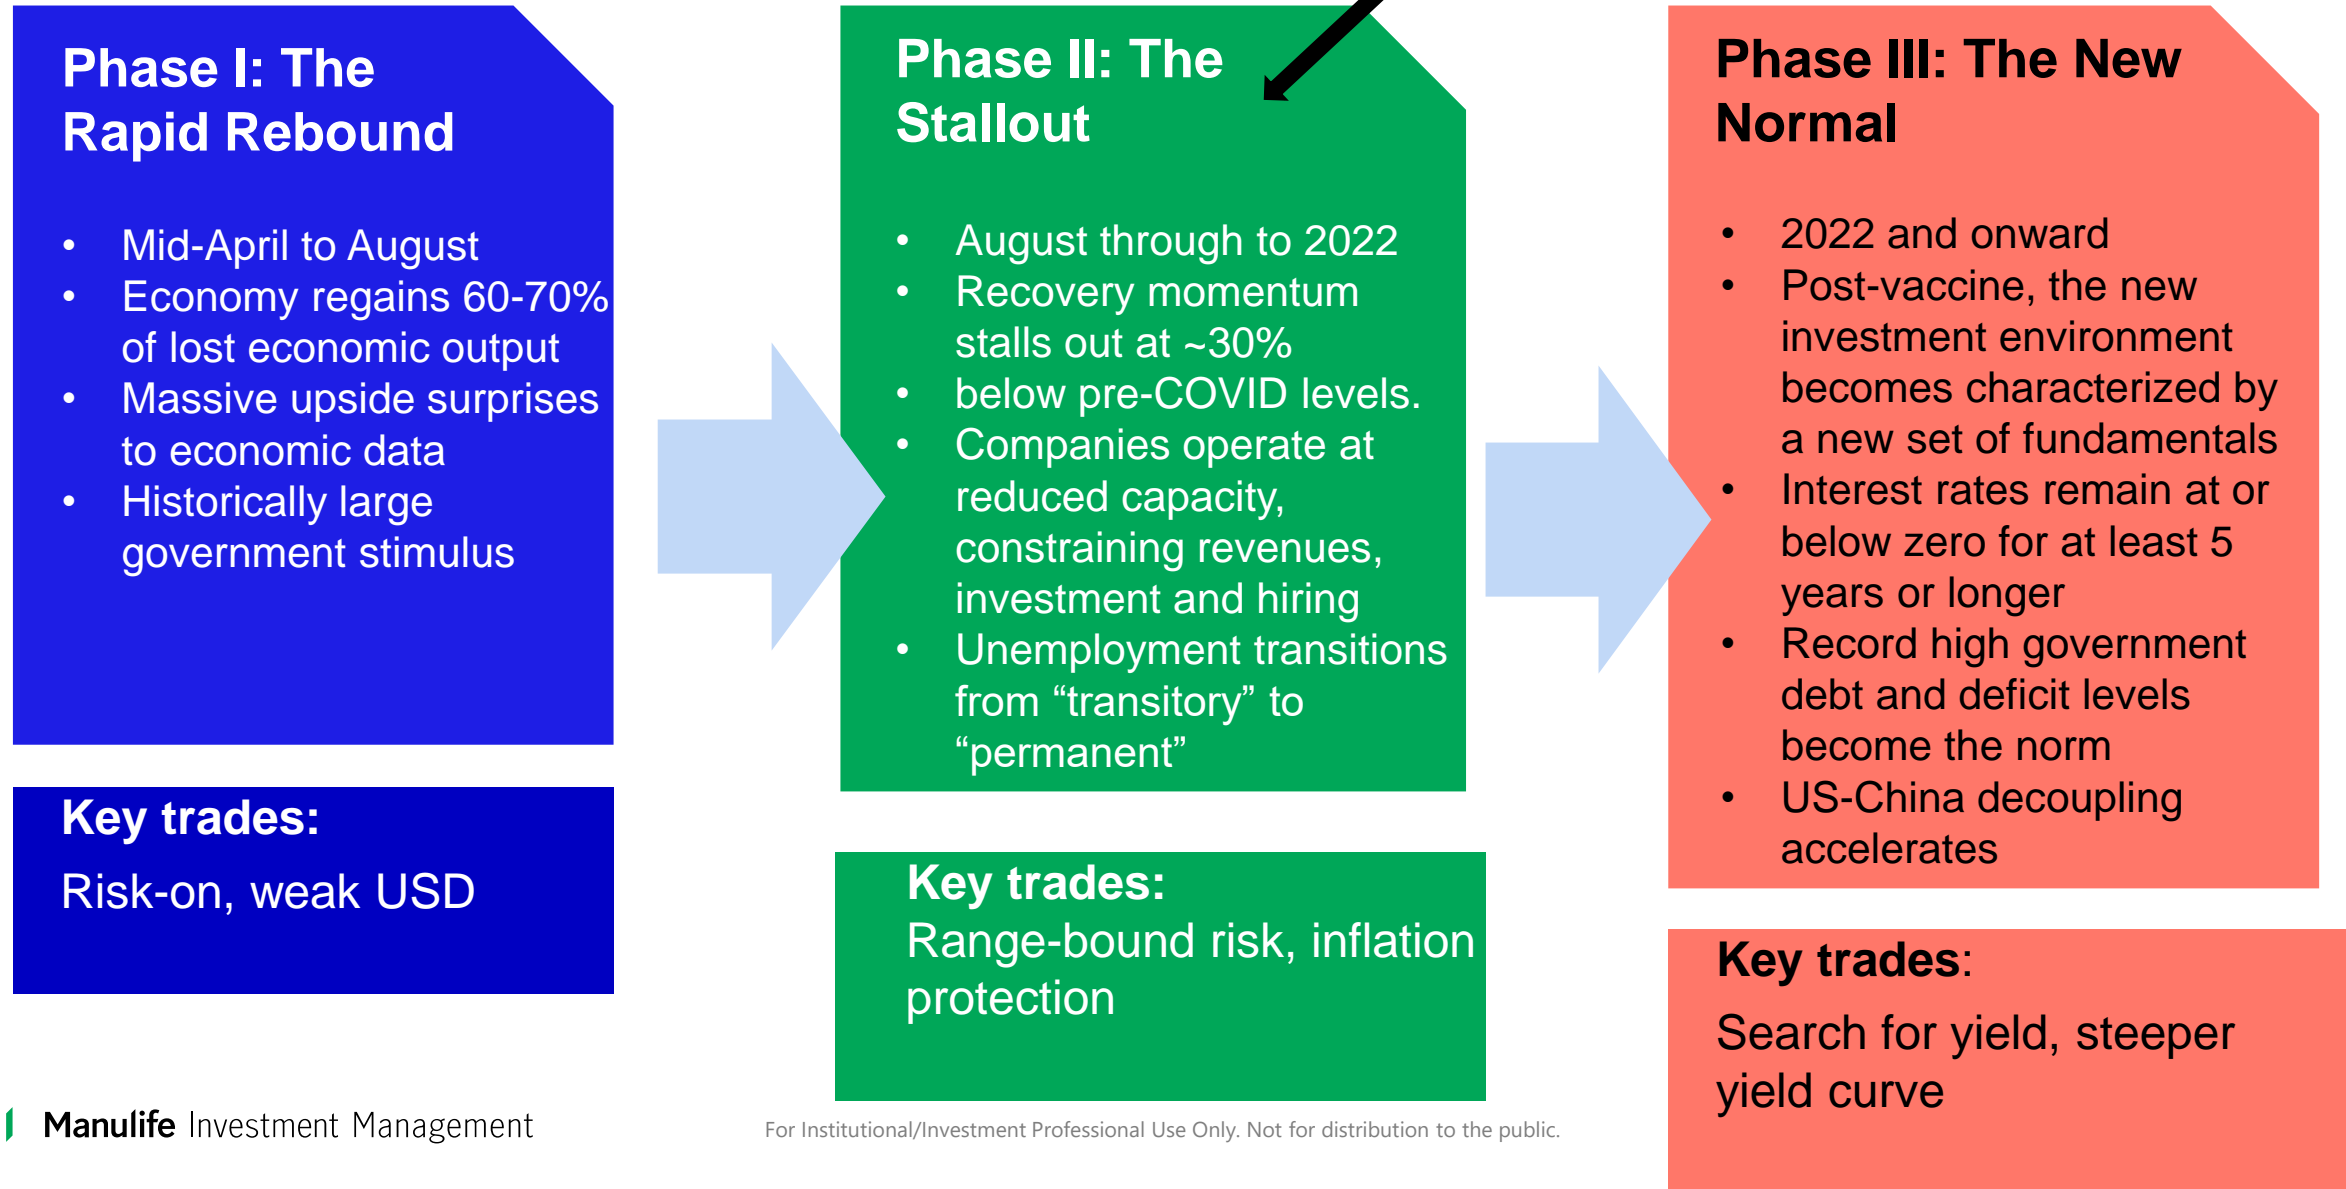 Phase I: The
Rapid Rebound
• Mid-April to August
• Economy regains 60-70%
of lost economic output
• Massive upside surprises
to economic data
• Historically large
government stimulus
Key trades:
Risk-on, weak USD
Phase II: The
Stallout
• August through to 2022
• Recovery momentum
stalls out at ~30%
• below pre-COVID levels.
• Companies operate at
reduced capacity,
constraining revenues,
investment and hiring
• Unemployment transitions
from “transitory” to
“permanent”
Key trades:
Range-bound risk, inflation
protection
Phase III: The New
Normal
• 2022 and onward
• Post-vaccine, the new
investment environment
becomes characterized by
a new set of fundamentals
• Interest rates remain at or
below zero for at least 5
years or longer
• Record high government
debt and deficit levels
become the norm
• US-China decoupling
accelerates
Key trades:
Search for yield, steeper
yield curve
Manulife Investment Management
For Institutional/Investment Professional Use Only. Not for distribution to the public.